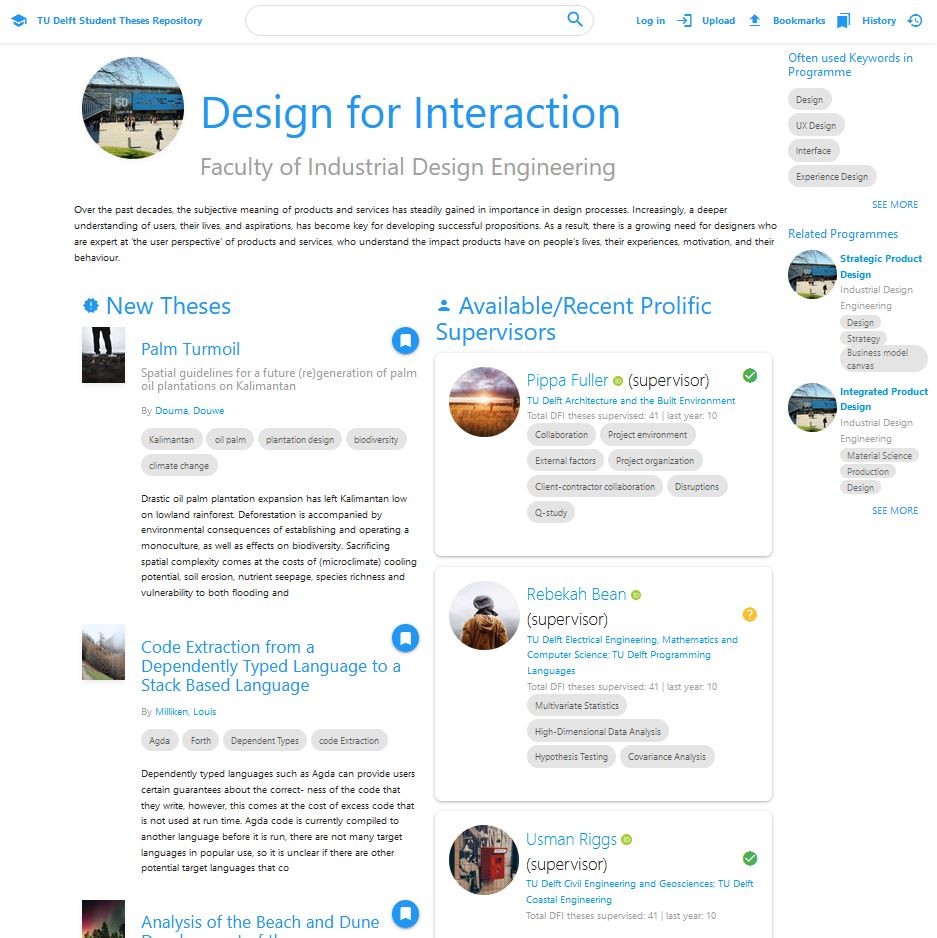 TU Delft Student Theses Repository
Log in
Upload
Bookmarks
History
50
Design for Interaction
Faculty of Industrial Design Engineering
Over the past decades, the subjective meaning of products and services has steadily gained in importance in design processes. Increasingly, a deeper
understanding of users, their lives, and aspirations, has become key for developing successful propositions. As a result, there is a growing need for designers who
are expert at 'the user perspective' of products and services, who understand the impact products have on people's lives, their experiences, motivation, and their
behaviour.
New Theses
Palm Turmoil
Spatial guidelines for a future (re)generation of palm
oil plantations on Kalimantan
By Douma, Douwe
Kalimantan
oil palm
plantation design
biodiversity
climate change
Drastic oil palm plantation expansion has left Kalimantan low
on lowland rainforest. Deforestation is accompanied by
environmental consequences of establishing and operating a
monoculture, as well as effects on biodiversity. Sacrificing
spatial complexity comes at the costs of (microclimate) cooling
potential, soil erosion, nutrient seepage, species richness and
vulnerability to both flooding and
Code Extraction from a
Dependently Typed Language to a
Stack Based Language
By Milliken, Louis
Agda
Forth
Dependent Types
code Extraction
Dependently typed languages such as Agda can provide users
certain guarantees about the correct- ness of the code that
they write, however, this comes at the cost of excess code that
is not used at run time. Agda code is currently compiled to
another language before it is run, there are not many target
languages in popular use, so it is unclear if there are other
potential target languages that co
Analysis of the Beach and Dune
Available/Recent Prolific
Supervisors
Pippa Fuller iD (supervisor)
TU Delft Architecture and the Built Environment
Total DFI theses supervised: 41 | last year: 10
Collaboration
Project environment
External factors
Project organization
Client-contractor collaboration
Disruptions
Q-study
Rebekah Bean iD
(supervisor)
?
TU Delft Electrical Engineering, Mathematics and
Computer Science; TU Delft Programming
Languages
Total DFI theses supervised: 41 | last year: 10
Multivariate Statistics
High-Dimensional Data Analysis
Hypothesis Testing
Covariance Analysis
Usman Riggs iD
(supervisor)
TU Delft Civil Engineering and Geosciences; TU Delft
Coastal Engineering
Total DFI theses supervised: 41 | last year: 10
Often used Keywords in
Programme
Design
UX Design
Interface
Experience Design
SEE MORE
Related Programmes
Strategic Product
Design
Industrial Design
Engineering
Design
Strategy
Business model
canvas
Integrated Product
Design
Industrial Design
Engineering
Material Science
Production
Design
SEE MORE